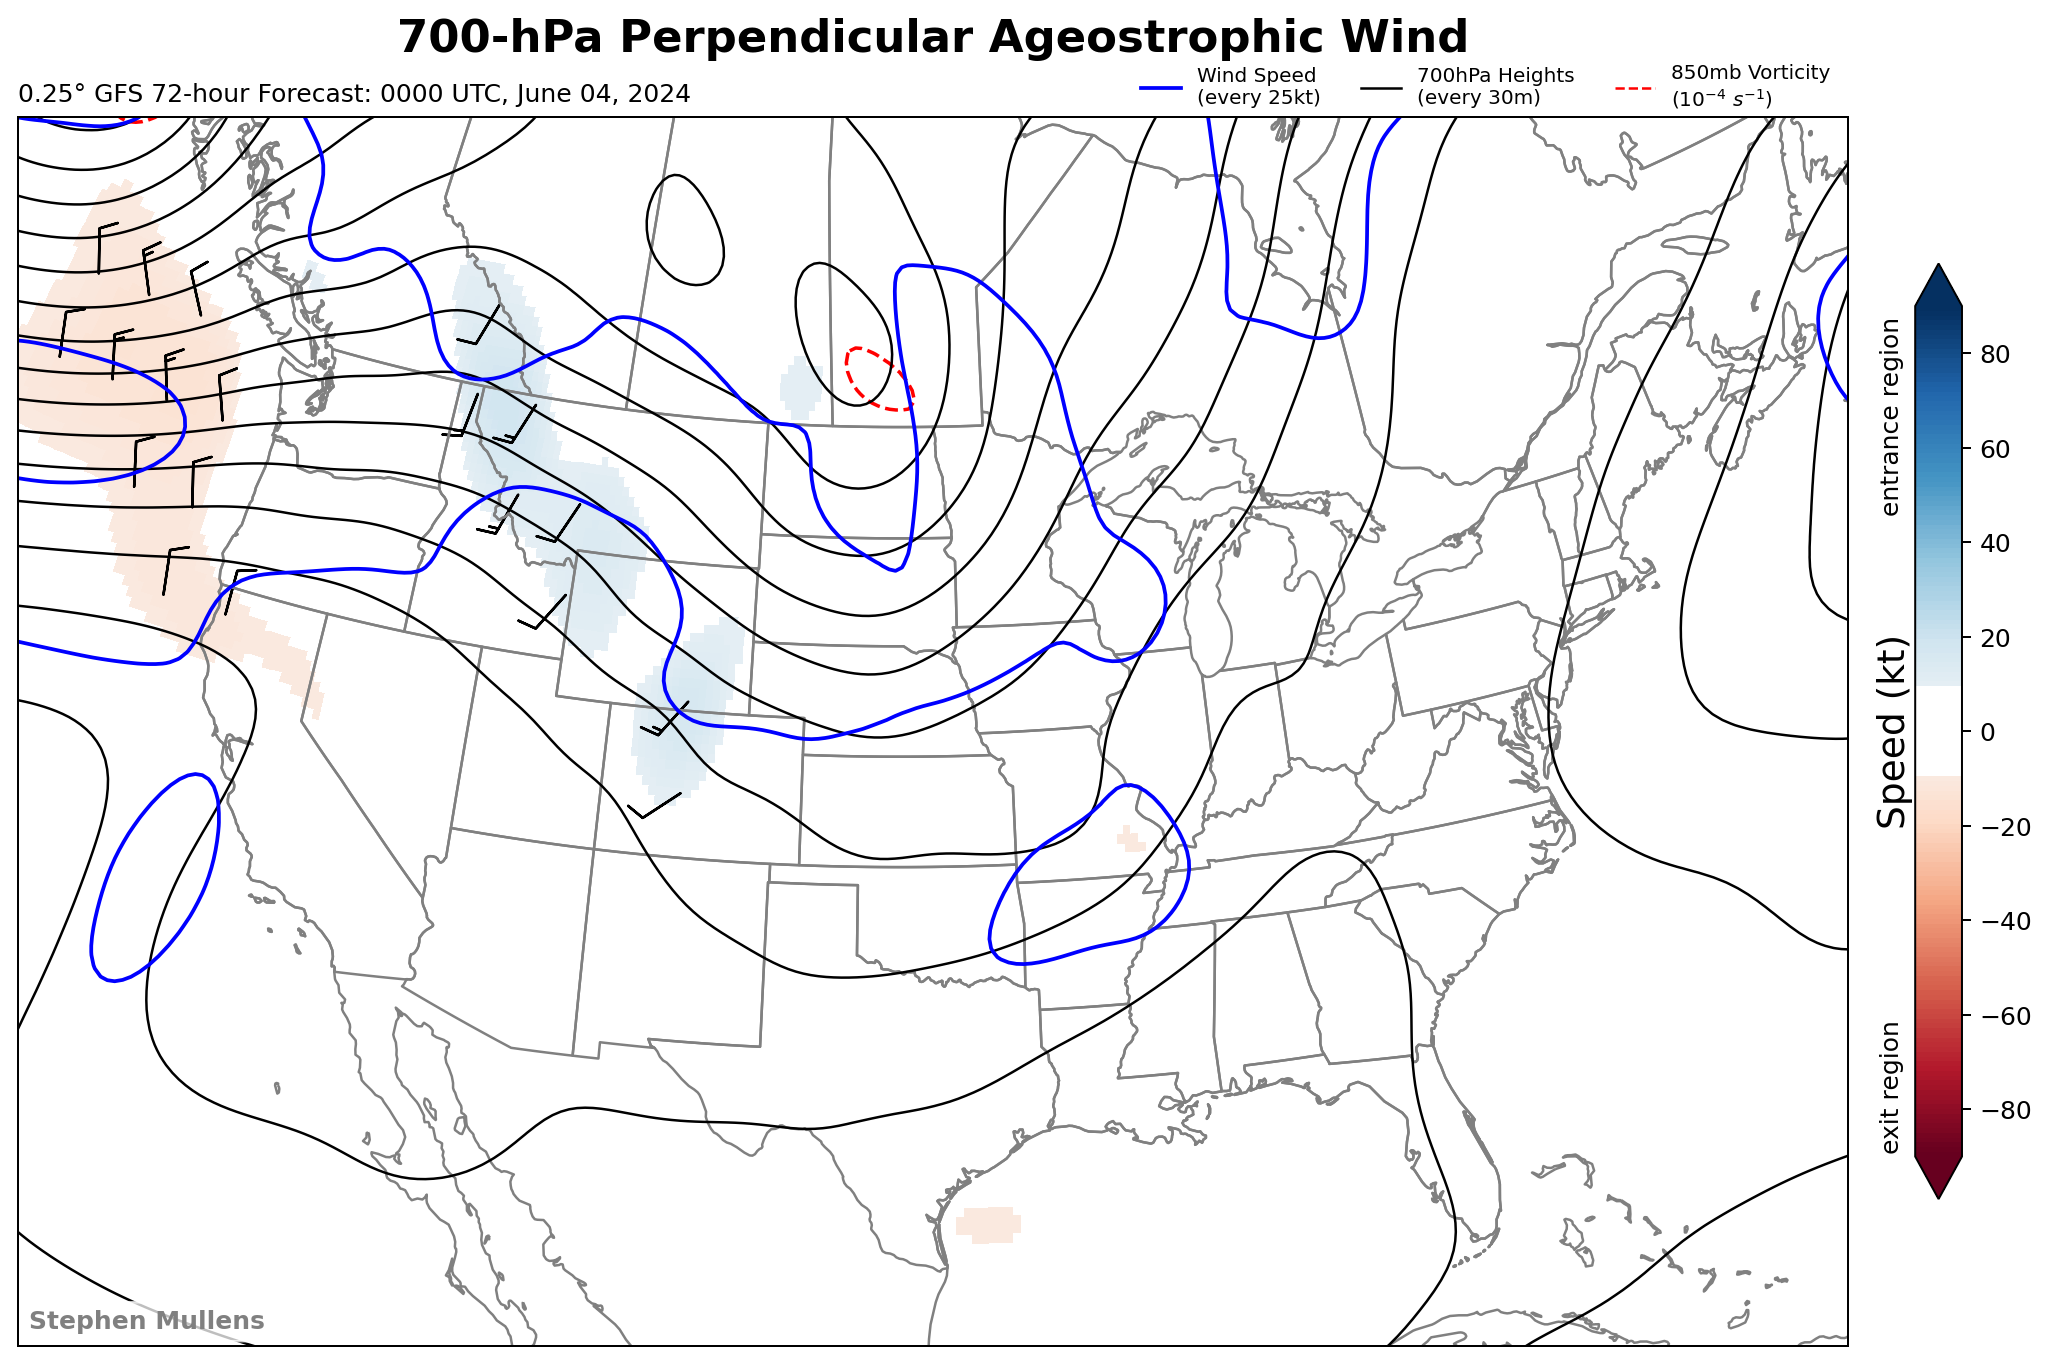 700-hPa Perpendicular Ageostrophic Wind
0.25° GFS 72-hour Forecast: 0000 UTC, June 04, 2024
Wind Speed
(every 25kt)
700hPa Heights
(every 30m)
850mb Vorticity
(10⁻⁴ s⁻¹)
entrance region
Speed (kt)
exit region
80
60
40
20
0
−20
−40
−60
−80
Stephen Mullens